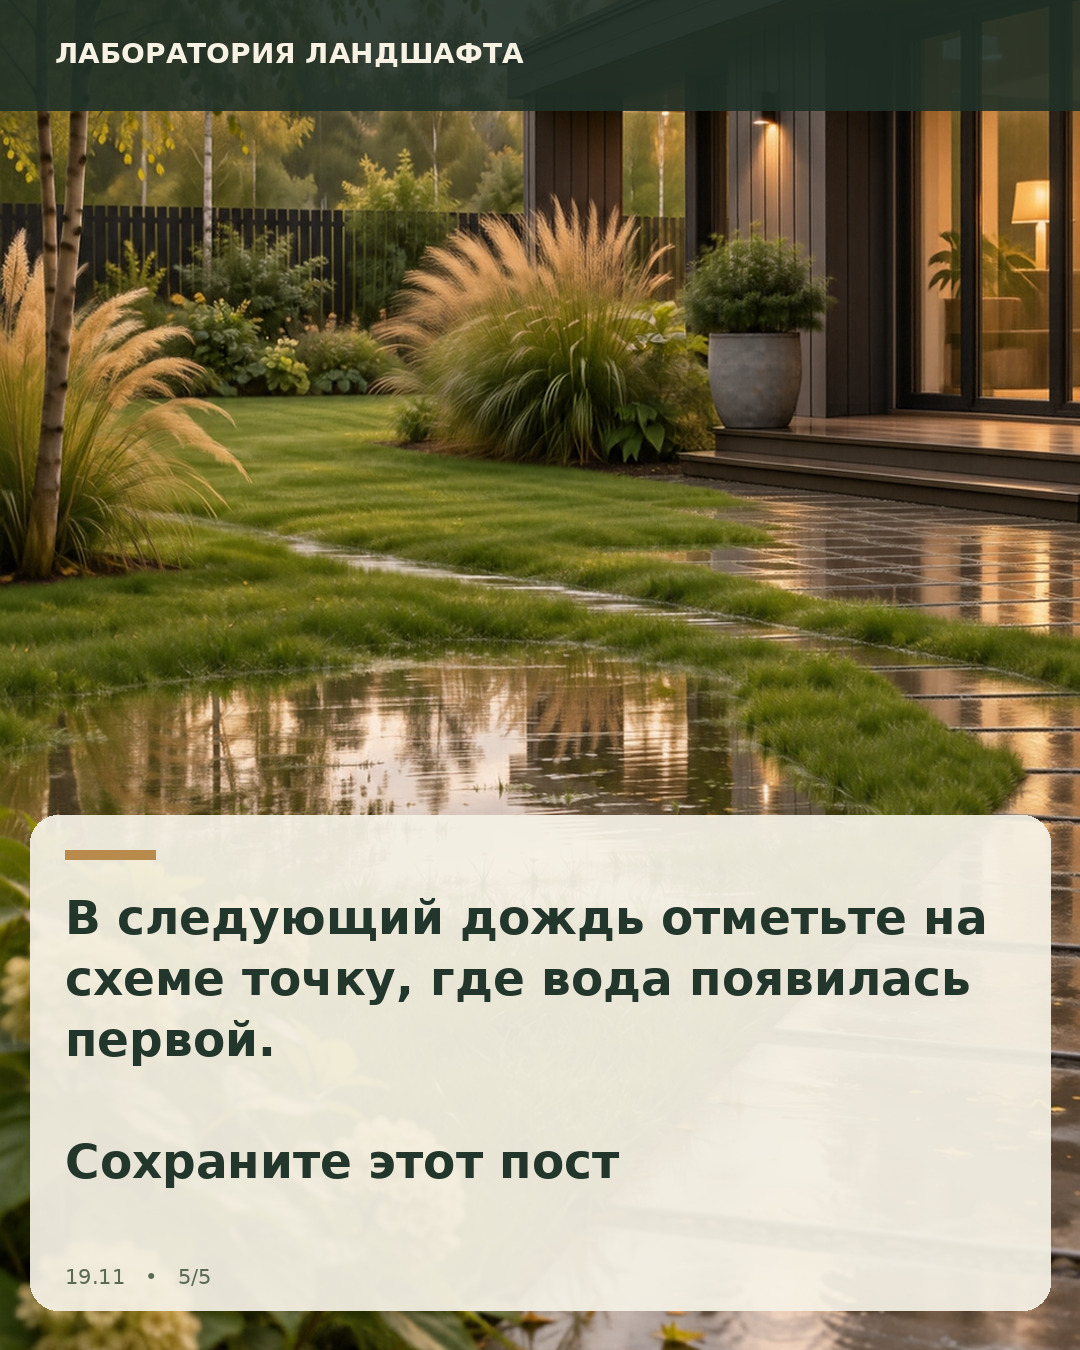 ЛАБОРАТОРИЯ ЛАНДШАФТА
В следующий дождь отметьте на
схеме точку, где вода появилась
первой.
Сохраните этот пост
19.11 • 5/5